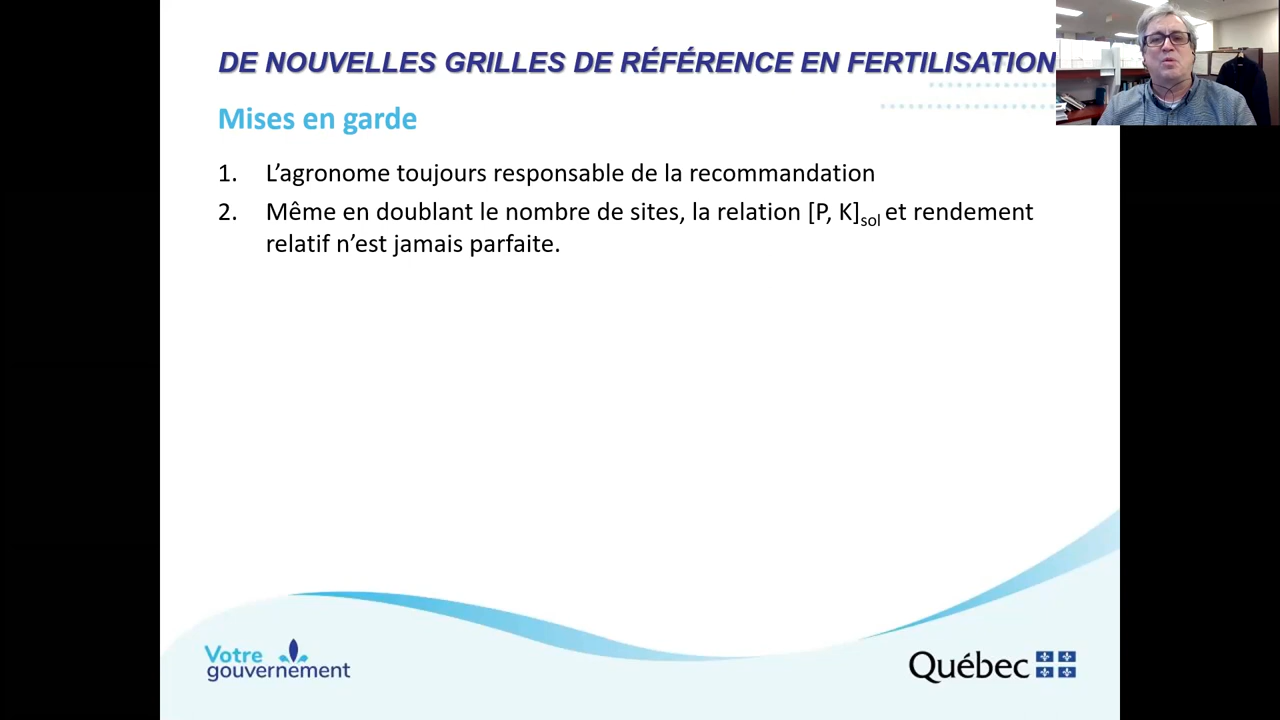 DE NOUVELLES GRILLES DE RÉFÉRENCE EN FERTILISATION
Mises en garde
1. L’agronome toujours responsable de la recommandation
2. Même en doublant le nombre de sites, la relation [P, K]sol et rendement
relatif n’est jamais parfaite.
Votre
gouvernement
Québec